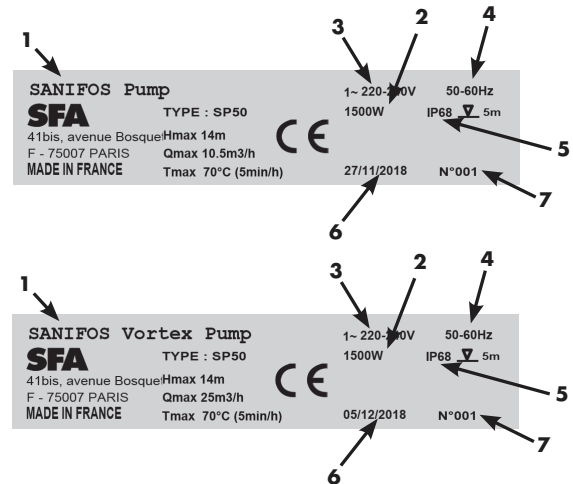 1
3
2
4
SANIFOS Pump
1~ 220-240V
50-60Hz
SFA
TYPE : SP50
1500W
IP68
5m
41bis, avenue Bosquet
Hmax 14m
CE
5
F - 75007 PARIS
Qmax 10.5m3/h
MADE IN FRANCE
Tmax 70°C (5min/h)
27/11/2018
N°001
6
7
1
3
2
4
SANIFOS Vortex Pump
1~ 220-240V
50-60Hz
SFA
TYPE : SP50
1500W
IP68
5m
41bis, avenue Bosquet
Hmax 14m
CE
5
F - 75007 PARIS
Qmax 25m3/h
MADE IN FRANCE
Tmax 70°C (5min/h)
05/12/2018
N°001
6
7